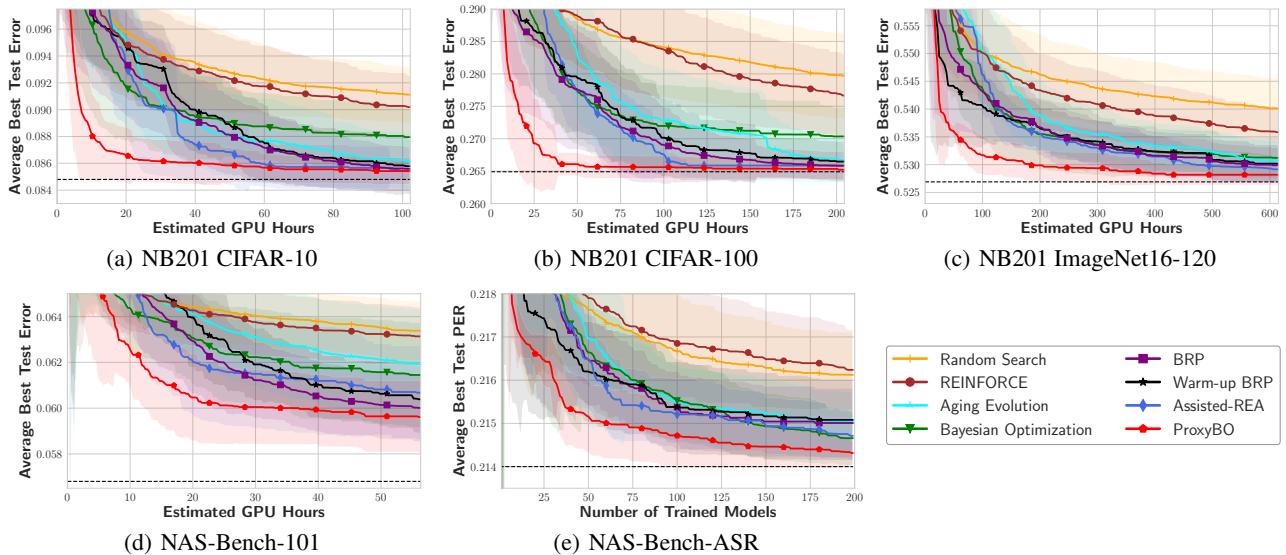 0.096
0.094
0.092
0.090
0.088
0.086
0.084
Average Best Test Error
0 20 40 60 80 100
Estimated GPU Hours
(a) NB201 CIFAR-10
0.290
0.285
0.280
0.275
0.270
0.265
Average Best Test Error
0 25 50 75 100 125 150 175 200
Estimated GPU Hours
(b) NB201 CIFAR-100
0.555
0.550
0.545
0.540
0.535
0.530
0.525
Average Best Test Error
0 100 200 300 400 500 600
Estimated GPU Hours
(c) NB201 ImageNet16-120
0.064
0.062
0.060
0.058
Average Best Test Error
0 10 20 30 40 50
Estimated GPU Hours
(d) NAS-Bench-101
0.218
0.217
0.216
0.215
0.214
Average Best Test PER
25 50 75 100 125 150 175 200
Number of Trained Models
(e) NAS-Bench-ASR
Random Search
REINFORCE
Aging Evolution
Bayesian Optimization
BRP
Warm-up BRP
Assisted-REA
ProxyBO